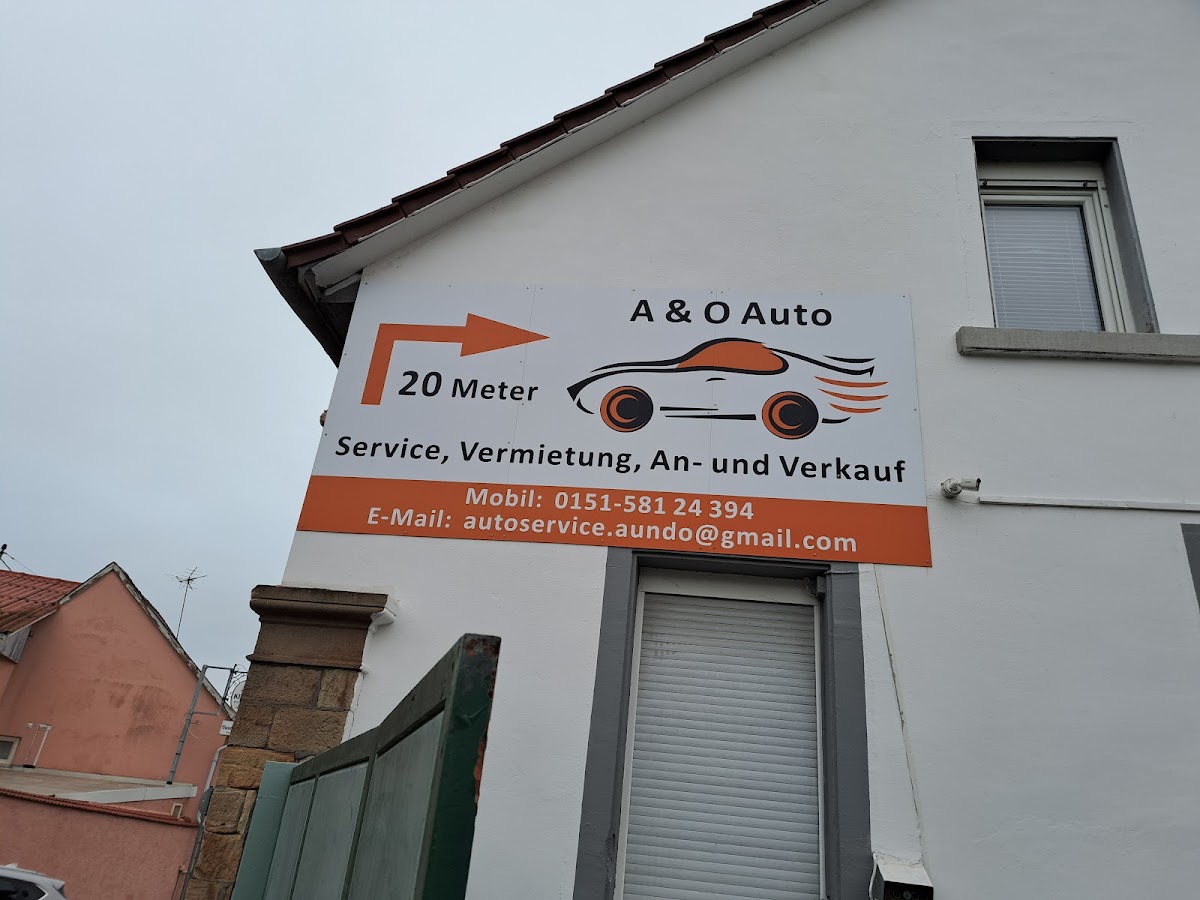 A & O Auto
20 Meter
Service, Vermietung, An- und Verkauf
Mobil: 0151-581 24 394
E-Mail: autoservice.aundo@gmail.com